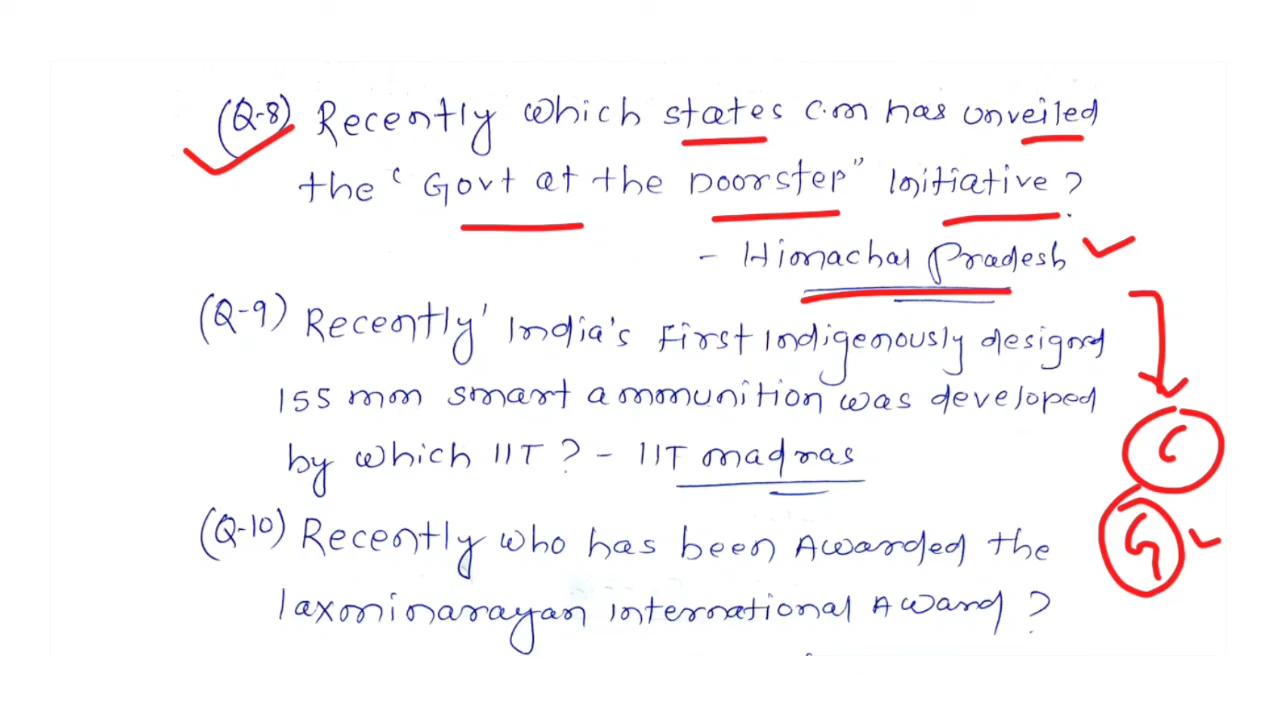 (Q-8) Recently which states C.M has unveiled
the "Govt at the Doorstep" Initiative?
- Himachal Pradesh
(Q-9) Recently' India's First Indigenously designed
155 mm smart ammunition was developed
by which IIT? - IIT madras
C
(Q-10) Recently who has been Awarded the
G
laxminarayan international Award?